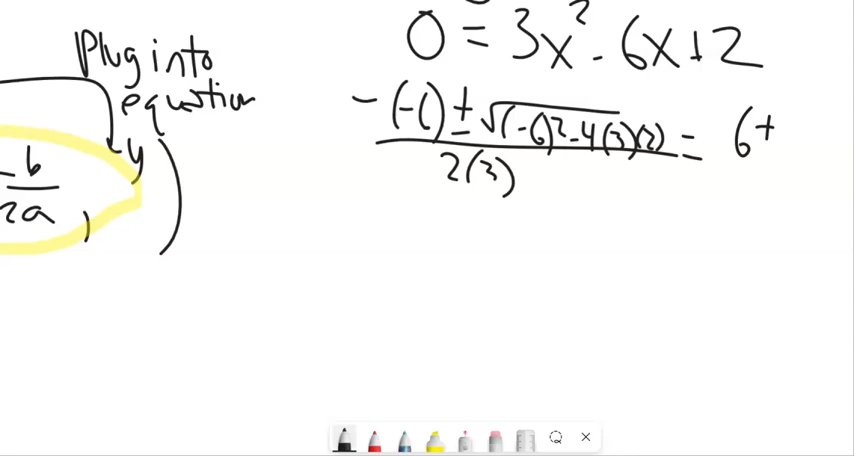 Plug into
equation
y
-b
2a
, )
0 = 3x² - 6x + 2
-(-6) ± √(-6)² - 4(3)(2) = 6+
2(3)